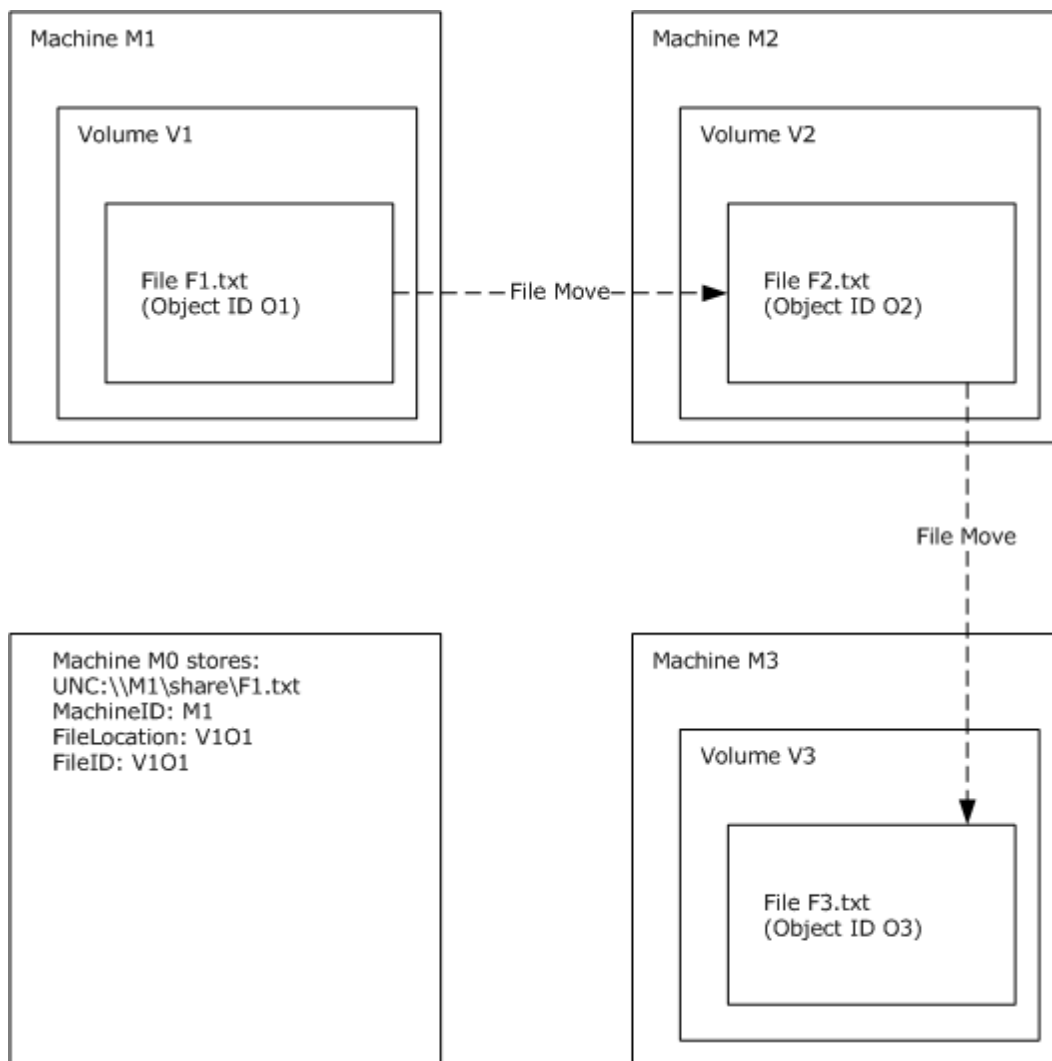 Machine M1
Machine M2
Volume V1
Volume V2
File F1.txt
(Object ID O1)
File Move
File F2.txt
(Object ID O2)
File Move
Machine M0 stores:
UNC:\\M1\share\F1.txt
MachineID: M1
FileLocation: V1O1
FileID: V1O1
Machine M3
Volume V3
File F3.txt
(Object ID O3)